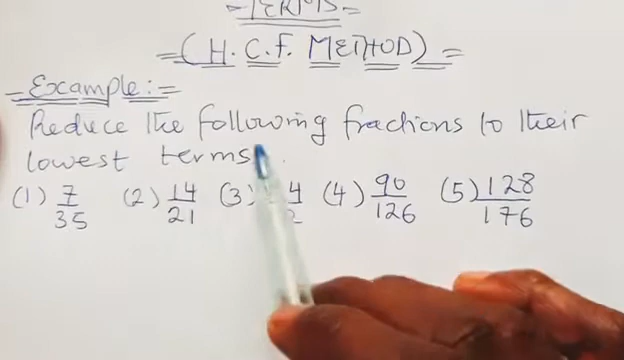 TERMS
(H.C.F. METHOD)
Example:-
Reduce the following fractions to their
lowest terms.
(1) 7/35 (2) 14/21 (3) (4) 90/126 (5) 128/176